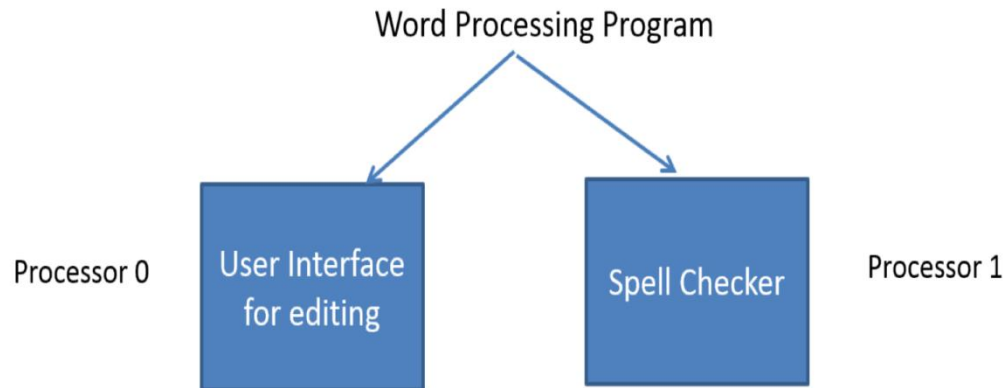 Word Processing Program
Processor 0
User Interface
for editing
Spell Checker
Processor 1